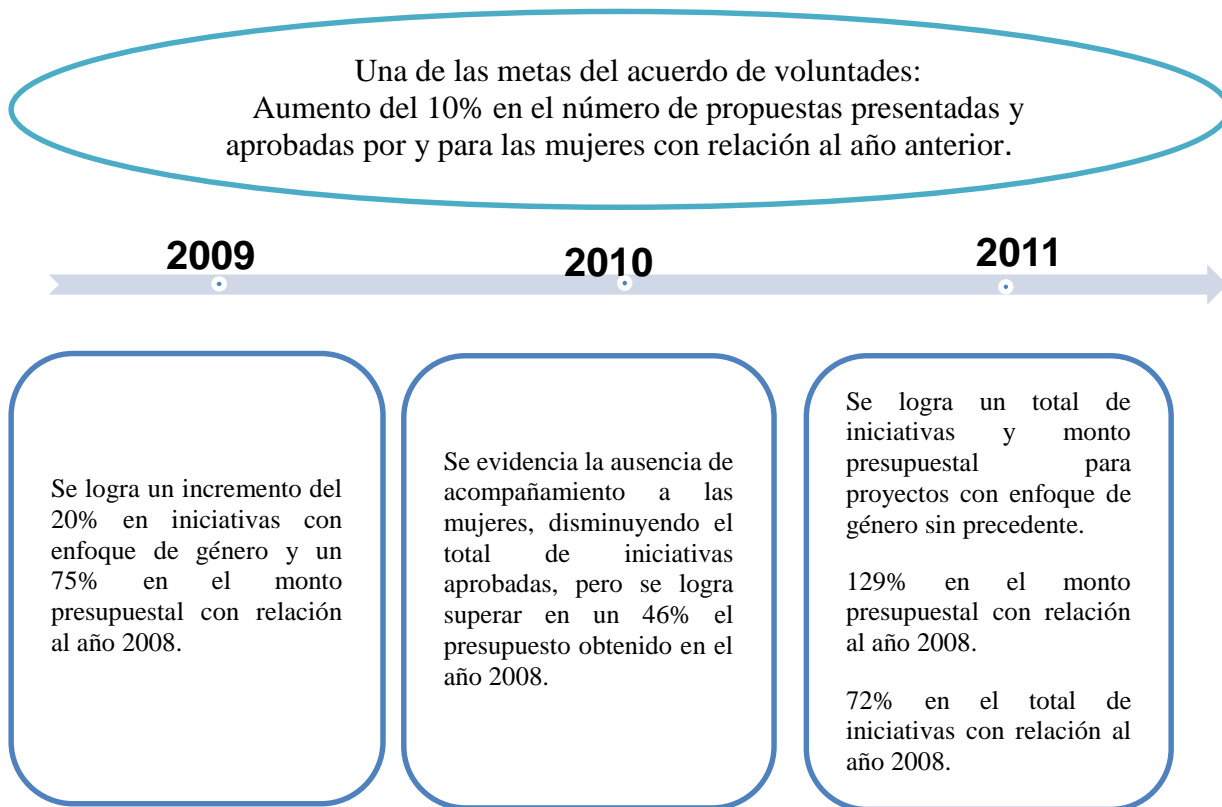 Una de las metas del acuerdo de voluntades:
Aumento del 10% en el número de propuestas presentadas y
aprobadas por y para las mujeres con relación al año anterior.
2009
2010
2011
Se logra un incremento del
20% en iniciativas con
enfoque de género y un
75% en el monto
presupuestal con relación
al año 2008.
Se evidencia la ausencia de
acompañamiento a las
mujeres, disminuyendo el
total de iniciativas
aprobadas, pero se logra
superar en un 46% el
presupuesto obtenido en el
año 2008.
Se logra un total de
iniciativas y monto
presupuestal para
proyectos con enfoque de
género sin precedente.
129% en el monto
presupuestal con relación
al año 2008.
72% en el total de
iniciativas con relación al
año 2008.